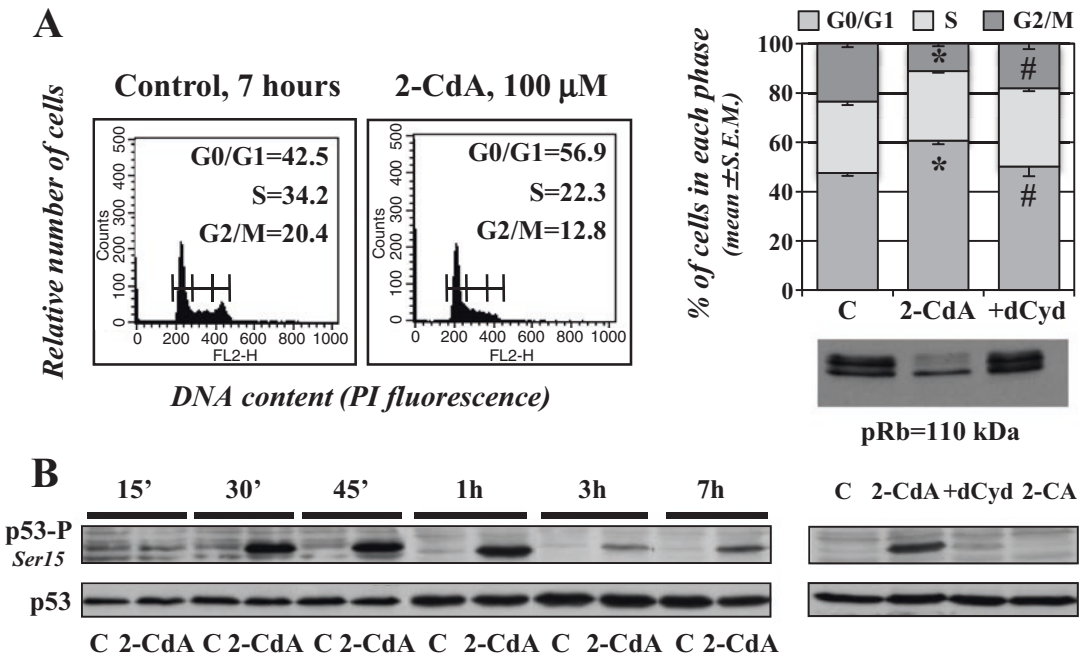 A
Relative number of cells
Control, 7 hours
Counts
500
400
300
200
100
0
G0/G1=42.5
S=34.2
G2/M=20.4
0 200 400 600 800 1000
FL2-H
2-CdA, 100 μM
Counts
500
400
300
200
100
0
G0/G1=56.9
S=22.3
G2/M=12.8
0 200 400 600 800 1000
FL2-H
DNA content (PI fluorescence)
G0/G1 S G2/M
% of cells in each phase
(mean ±S.E.M.)
100
80
60
40
20
0
* #
* #
C 2-CdA +dCyd
pRb=110 kDa
B
15’ 30’ 45’ 1h 3h 7h
p53-P
Ser15
p53
C 2-CdA C 2-CdA C 2-CdA C 2-CdA C 2-CdA C 2-CdA
C 2-CdA +dCyd 2-CA